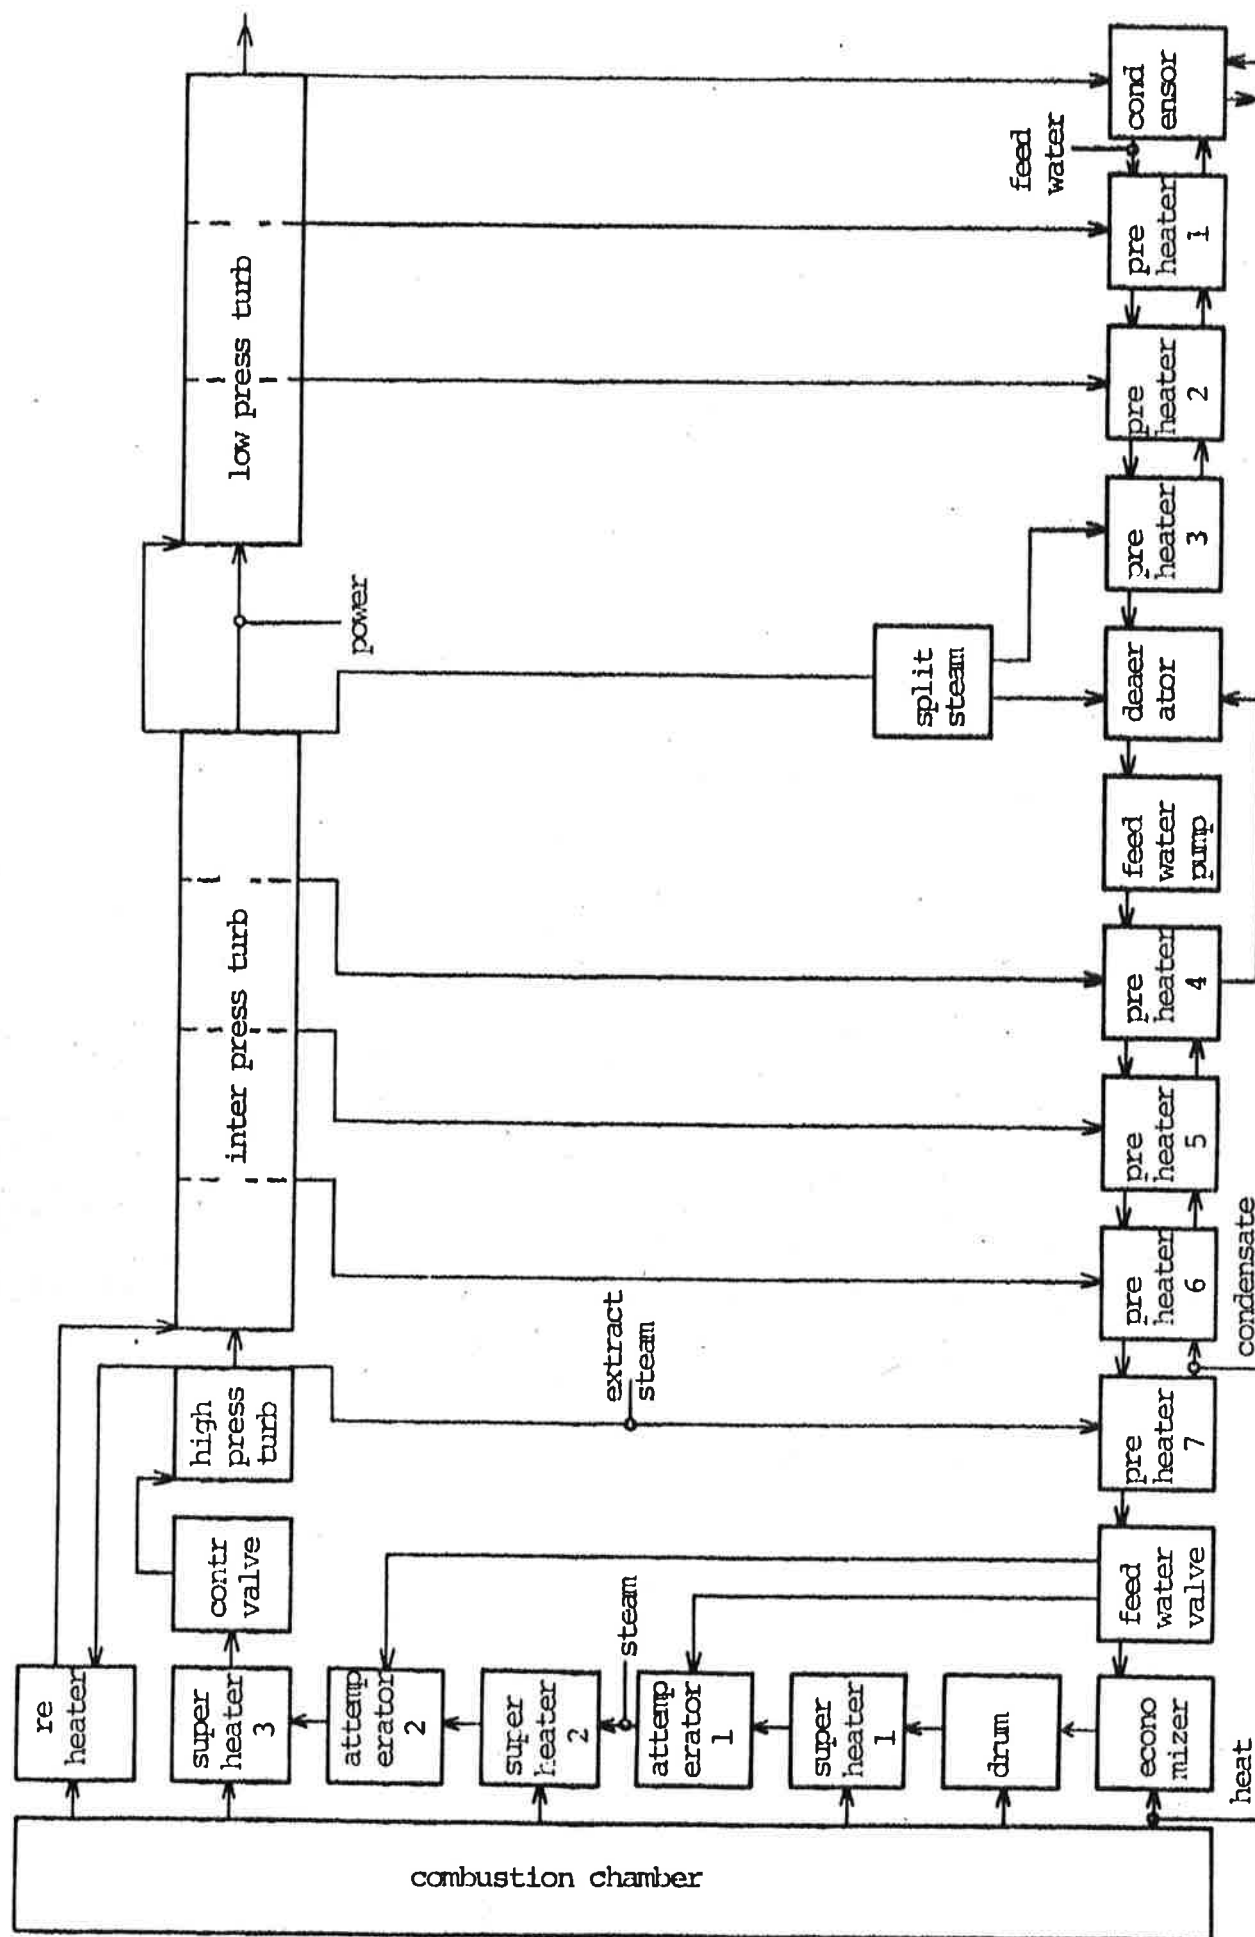 combustion chamber
re
heater
super
heater
3
attemp
erator
2
super
heater
2
attemp
erator
1
super
heater
1
drum
econo
mizer
heat
steam
contr
valve
high
press
turb
inter press turb
low press turb
power
extract
steam
split
steam
feed
water
valve
pre
heater
7
condensate
pre
heater
6
pre
heater
5
pre
heater
4
feed
water
pump
deaer
ator
pre
heater
3
pre
heater
2
pre
heater
1
feed
water
cond
ensor